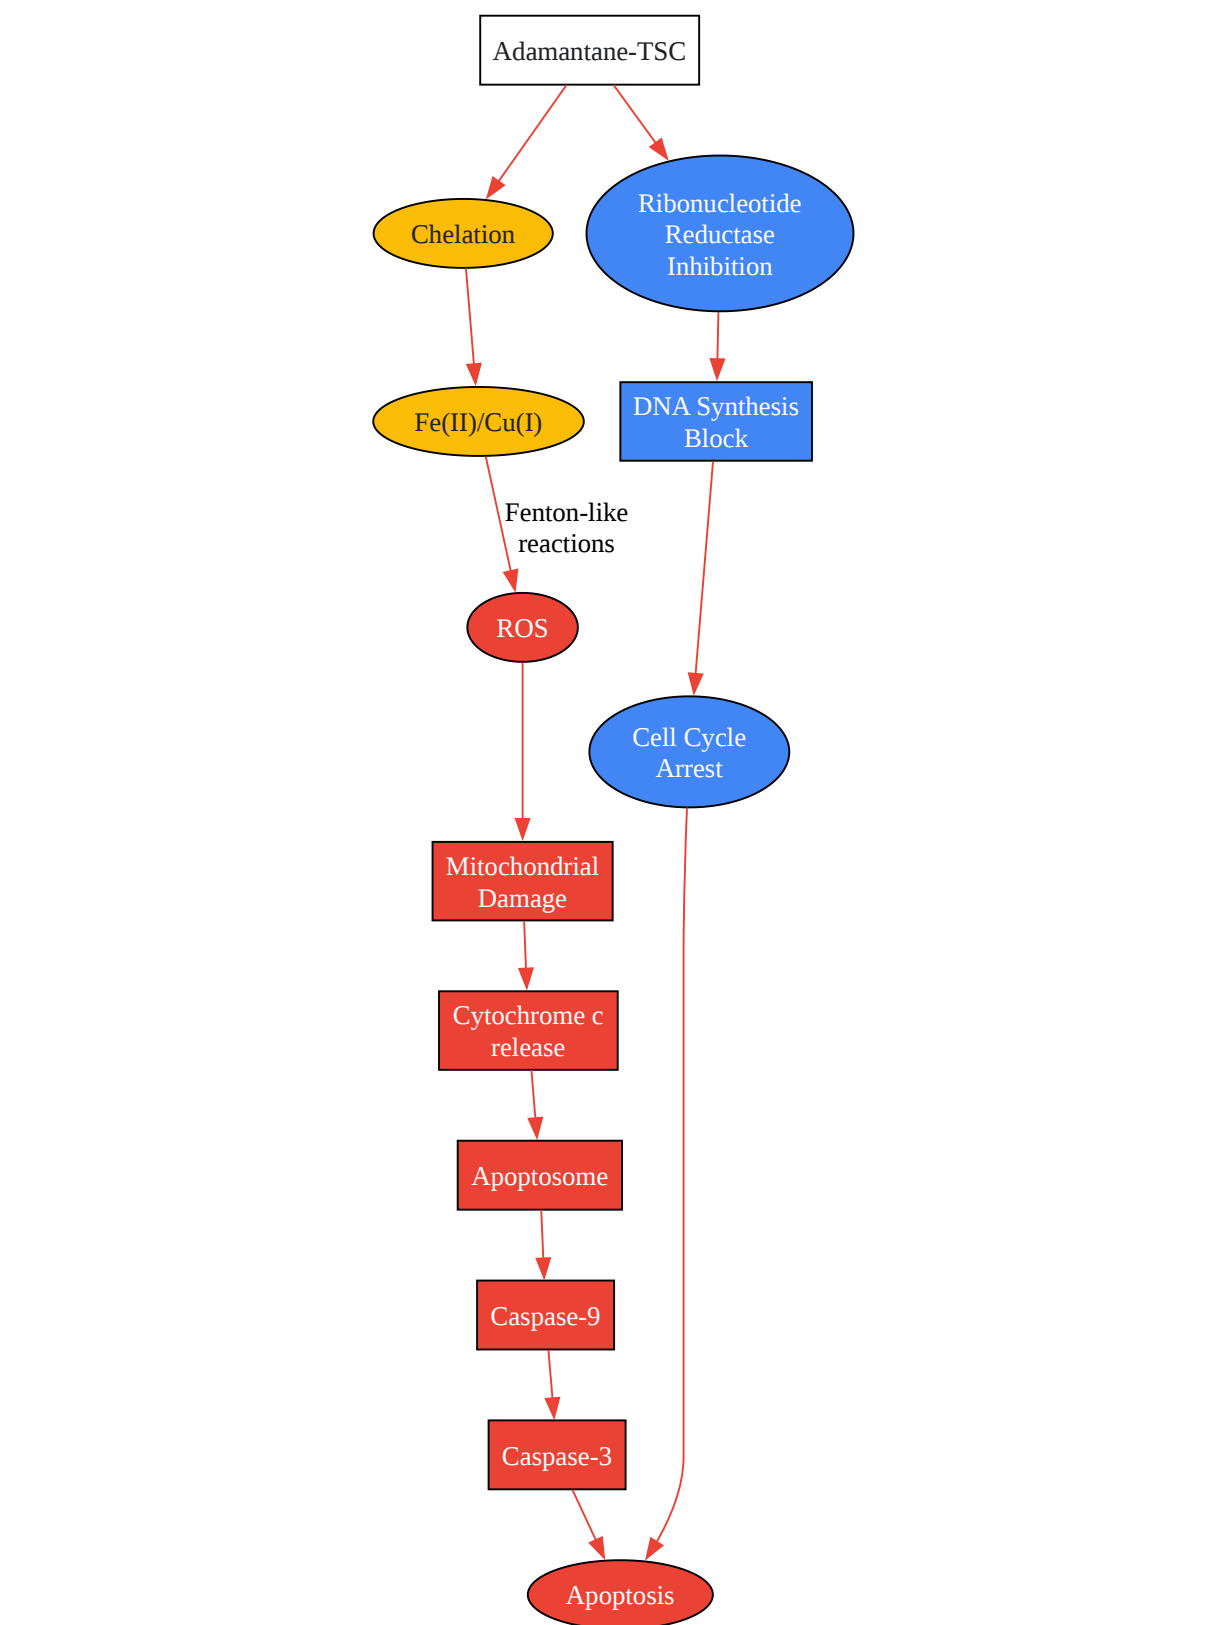 Adamantane-TSC
Chelation
Ribonucleotide
Reductase
Inhibition
Fe(II)/Cu(I)
DNA Synthesis
Block
Fenton-like
reactions
ROS
Cell Cycle
Arrest
Mitochondrial
Damage
Cytochrome c
release
Apoptosome
Caspase-9
Caspase-3
Apoptosis